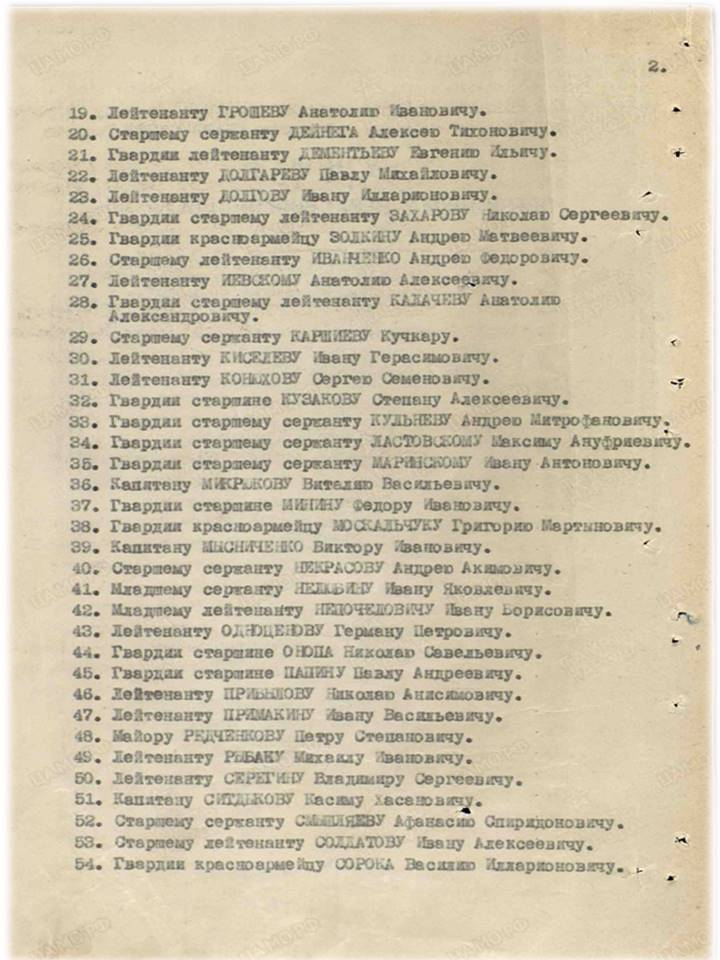 2.
19. Лейтенанту ГРОШЕВУ Анатолию Ивановичу.
20. Старшему сержанту ДЕЙНЕГА Алексею Тихоновичу.
21. Гвардии лейтенанту ДЕМЕНТЬЕВУ Евгению Ильичу.
22. Лейтенанту ДОЛГАРЕВУ Павлу Михайловичу.
23. Лейтенанту ДОЛГОВУ Ивану Илларионовичу.
24. Гвардии старшему лейтенанту ЗАХАРОВУ Николаю Сергеевичу.
25. Гвардии красноармейцу ЗОЛКИНУ Андрею Матвеевичу.
26. Старшему лейтенанту ИВАНЧЕНКО Андрею Федоровичу.
27. Лейтенанту ИЕВСКОМУ Анатолию Алексеевичу.
28. Гвардии старшему лейтенанту КАЛАЧЕВУ Анатолию
Александровичу.
29. Старшему сержанту КАРШИЕВУ Кучкару.
30. Лейтенанту КИСЕЛЕВУ Ивану Герасимовичу.
31. Лейтенанту КОНЮХОВУ Сергею Семеновичу.
32. Гвардии старшине КУЗАКОВУ Степану Алексеевичу.
33. Гвардии старшему сержанту КУЛЬНЕВУ Андрею Митрофановичу.
34. Гвардии старшему сержанту ЛАСТОВСКОМУ Максиму Ануфриевичу.
35. Гвардии старшему сержанту МАРИНСКОМУ Ивану Антоновичу.
36. Капитану МИКРЮКОВУ Виталию Васильевичу.
37. Гвардии старшине МИНИНУ Федору Ивановичу.
38. Гвардии красноармейцу МОСКАЛЬЧУКУ Григорию Мартыновичу.
39. Капитану МЫСНИЧЕНКО Виктору Ивановичу.
40. Старшему сержанту НЕКРАСОВУ Андрею Акимовичу.
41. Младшему сержанту НЕЛЮБИНУ Ивану Яковлевичу.
42. Младшему лейтенанту НЕПОЧЕЛОВИЧУ Ивану Борисовичу.
43. Лейтенанту ОДНОЦЕНОВУ Герману Петровичу.
44. Гвардии старшине ОНОПА Николаю Савельевичу.
45. Гвардии старшине ПАПИНУ Павлу Андреевичу.
46. Лейтенанту ПРИБЫЛОВУ Николаю Анисимовичу.
47. Лейтенанту ПРИМАКИНУ Ивану Васильевичу.
48. Майору РЕДЧЕНКОВУ Петру Степановичу.
49. Лейтенанту РЫБАКУ Михаилу Ивановичу.
50. Лейтенанту СЕРЕГИНУ Владимиру Сергеевичу.
51. Капитану СИТДЬКОВУ Касиму Хасановичу.
52. Старшему сержанту СМЫШЛЯЕВУ Афанасию Спиридоновичу.
53. Старшему лейтенанту СОЛДАТОВУ Ивану Алексеевичу.
54. Гвардии красноармейцу СОРОКА Василию Илларионовичу.